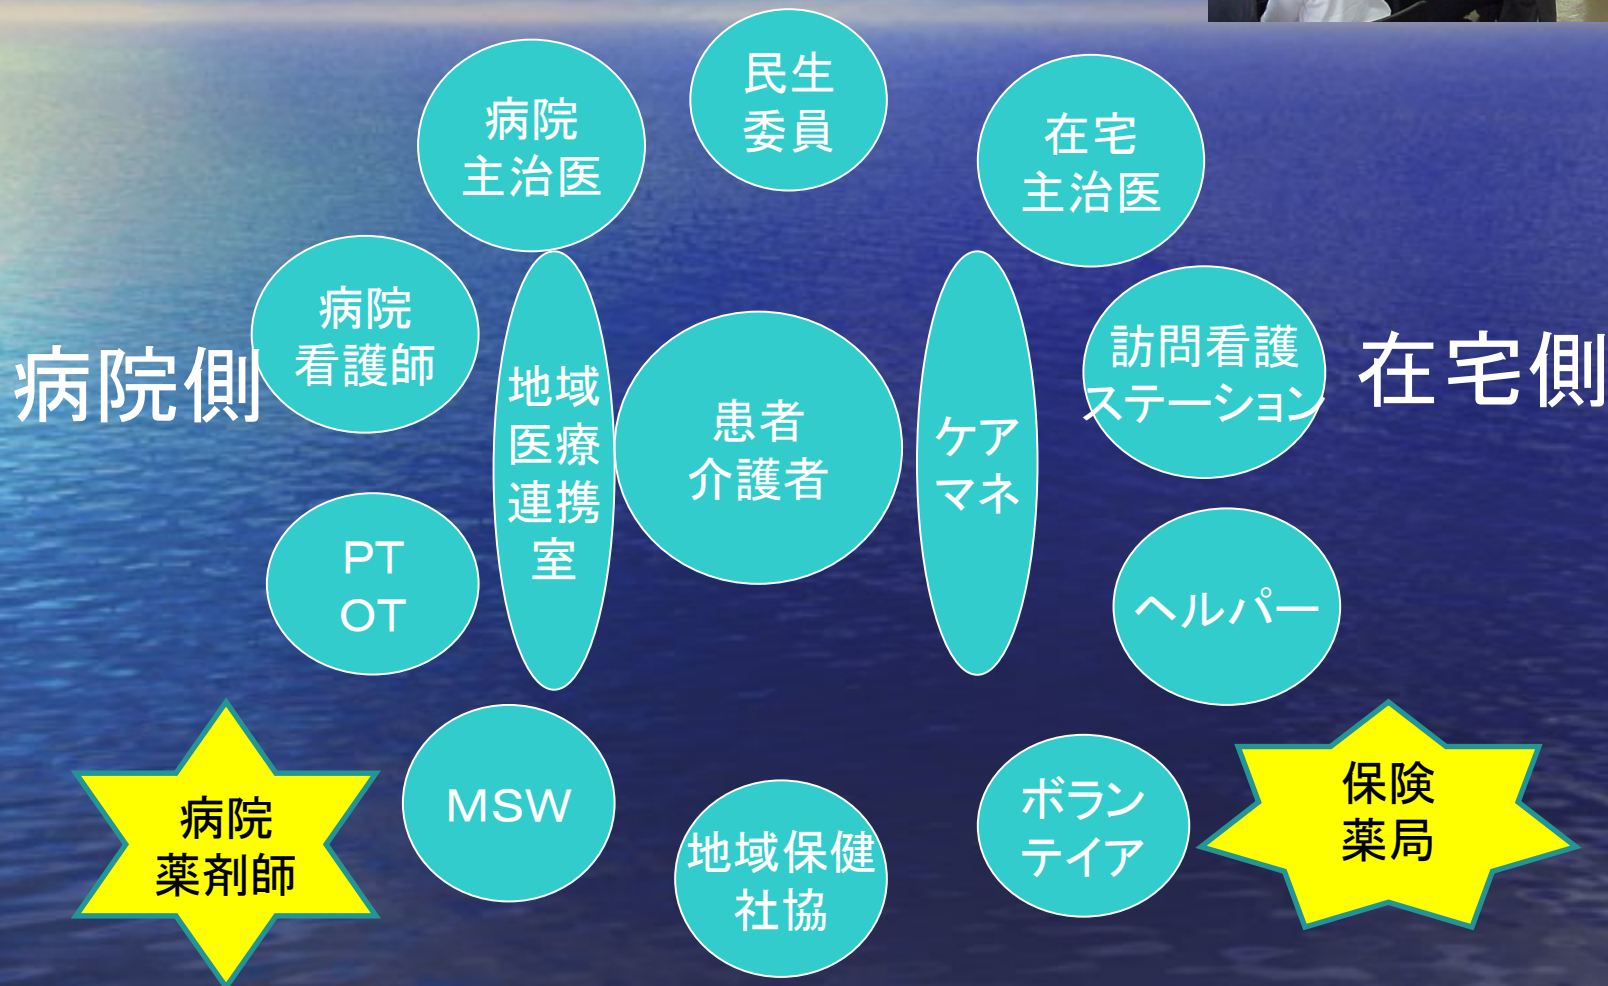 民生
委員
病院
主治医
在宅
主治医
病院
看護師
訪問看護
ステーション
病院側
在宅側
地域
医療
連携
室
患者
介護者
ケア
マネ
PT
OT
ヘルパー
病院
薬剤師
MSW
地域保健
社協
ボラン
テイア
保険
薬局